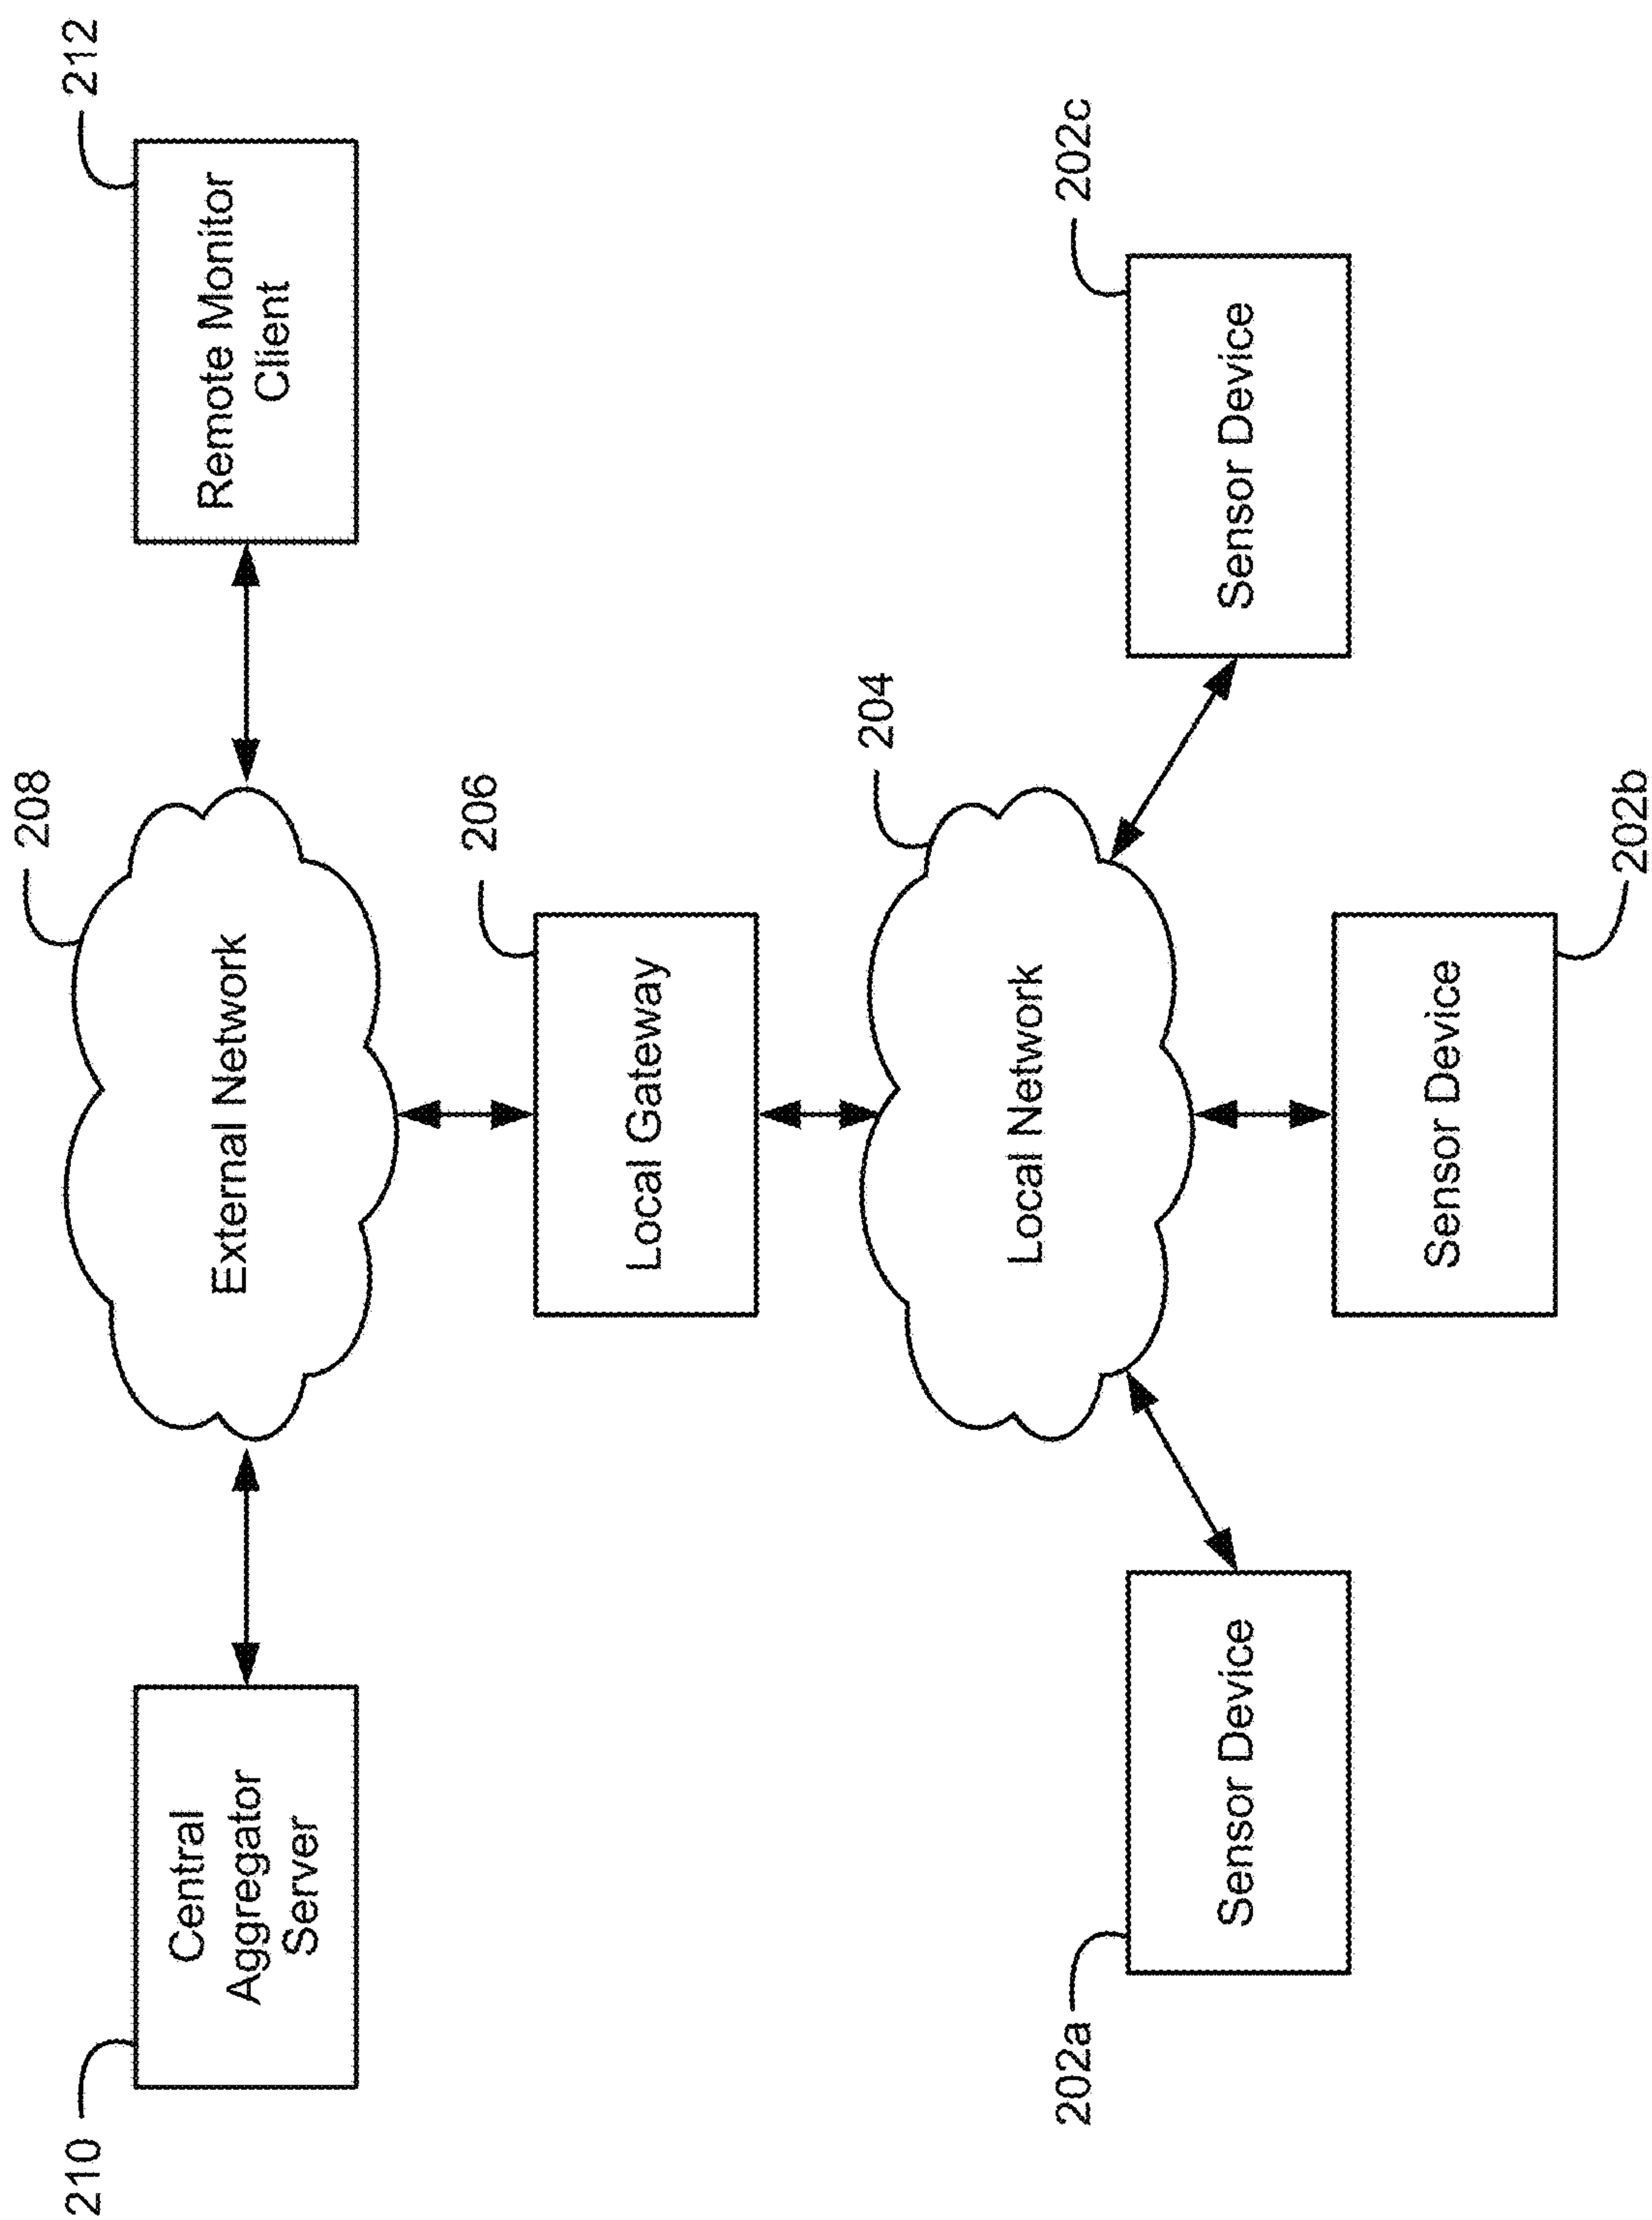 210
Central
Aggregator
Server
208
External Network
212
Remote Monitor
Client
206
Local Gateway
204
Local Network
202a
Sensor Device
Sensor Device
202b
202c
Sensor Device